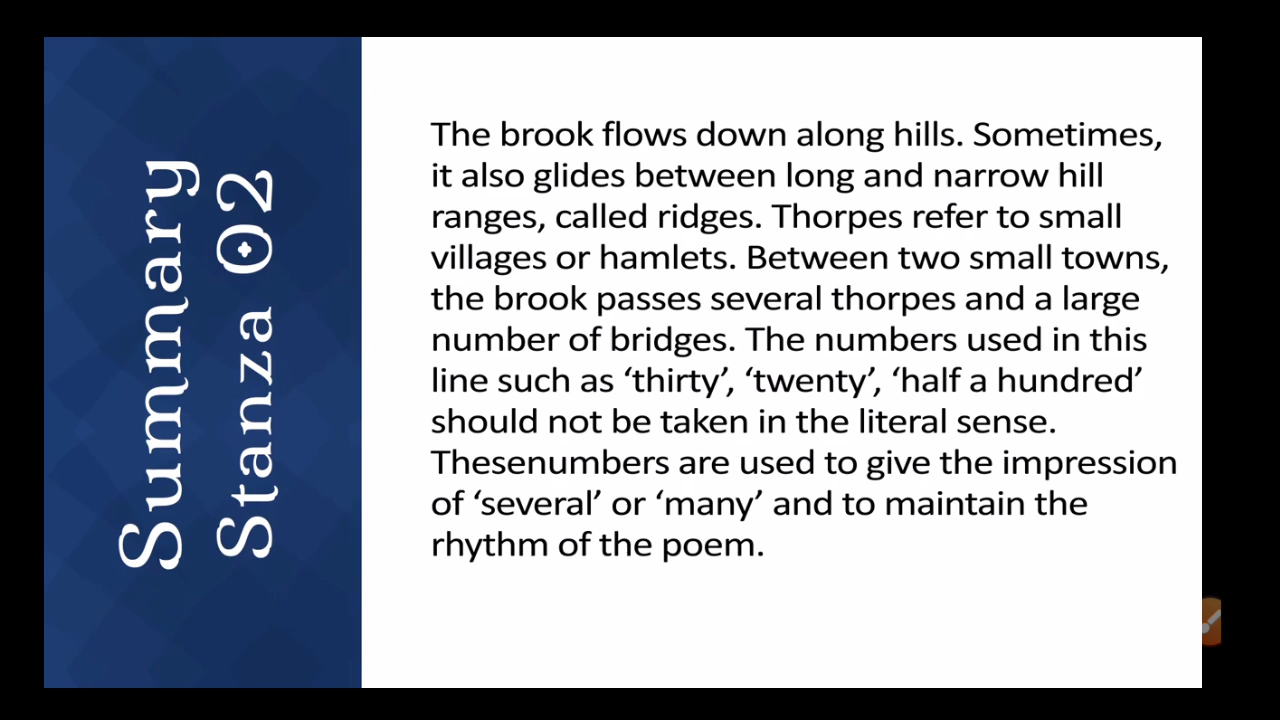 Summary
Stanza 02
The brook flows down along hills. Sometimes,
it also glides between long and narrow hill
ranges, called ridges. Thorpes refer to small
villages or hamlets. Between two small towns,
the brook passes several thorpes and a large
number of bridges. The numbers used in this
line such as ‘thirty’, ‘twenty’, ‘half a hundred’
should not be taken in the literal sense.
Thesenumbers are used to give the impression
of ‘several’ or ‘many’ and to maintain the
rhythm of the poem.